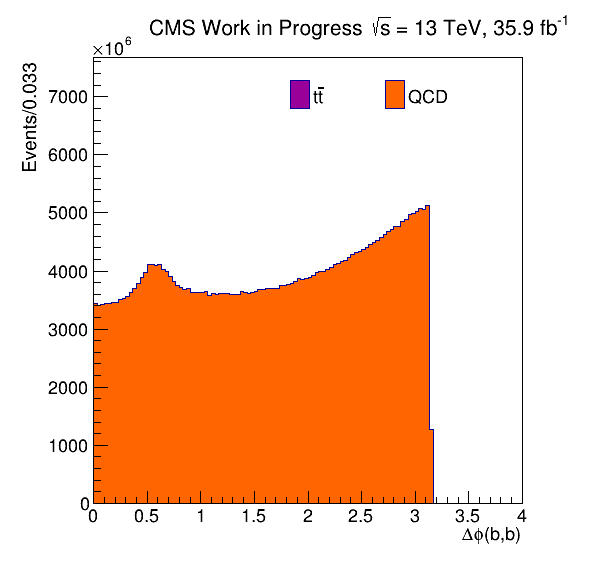 CMS Work in Progress √s = 13 TeV, 35.9 fb⁻¹
×10⁶
Events/0.033
tt̄ QCD
7000
6000
5000
4000
3000
2000
1000
0
0 0.5 1 1.5 2 2.5 3 3.5 4
Δϕ(b,b)